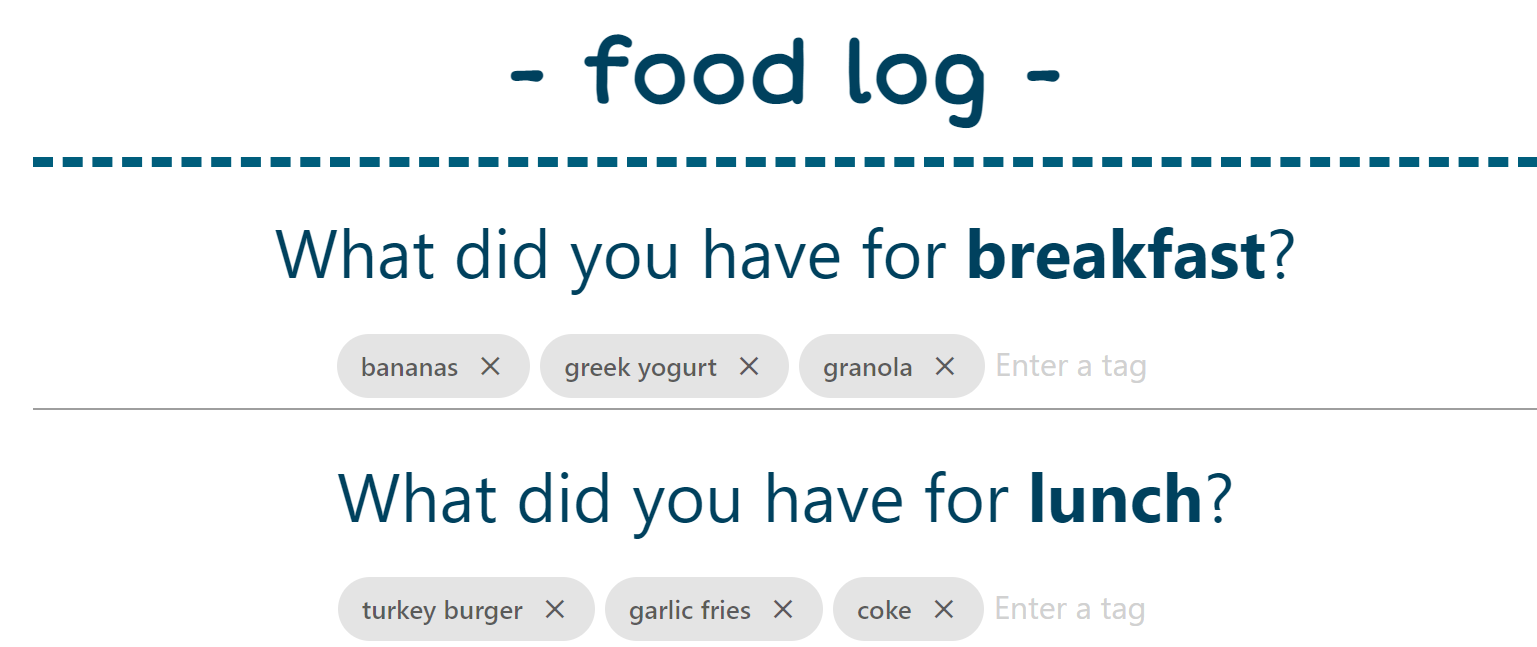 - food log -
What did you have for breakfast?
bananas × greek yogurt × granola × Enter a tag
What did you have for lunch?
turkey burger × garlic fries × coke × Enter a tag